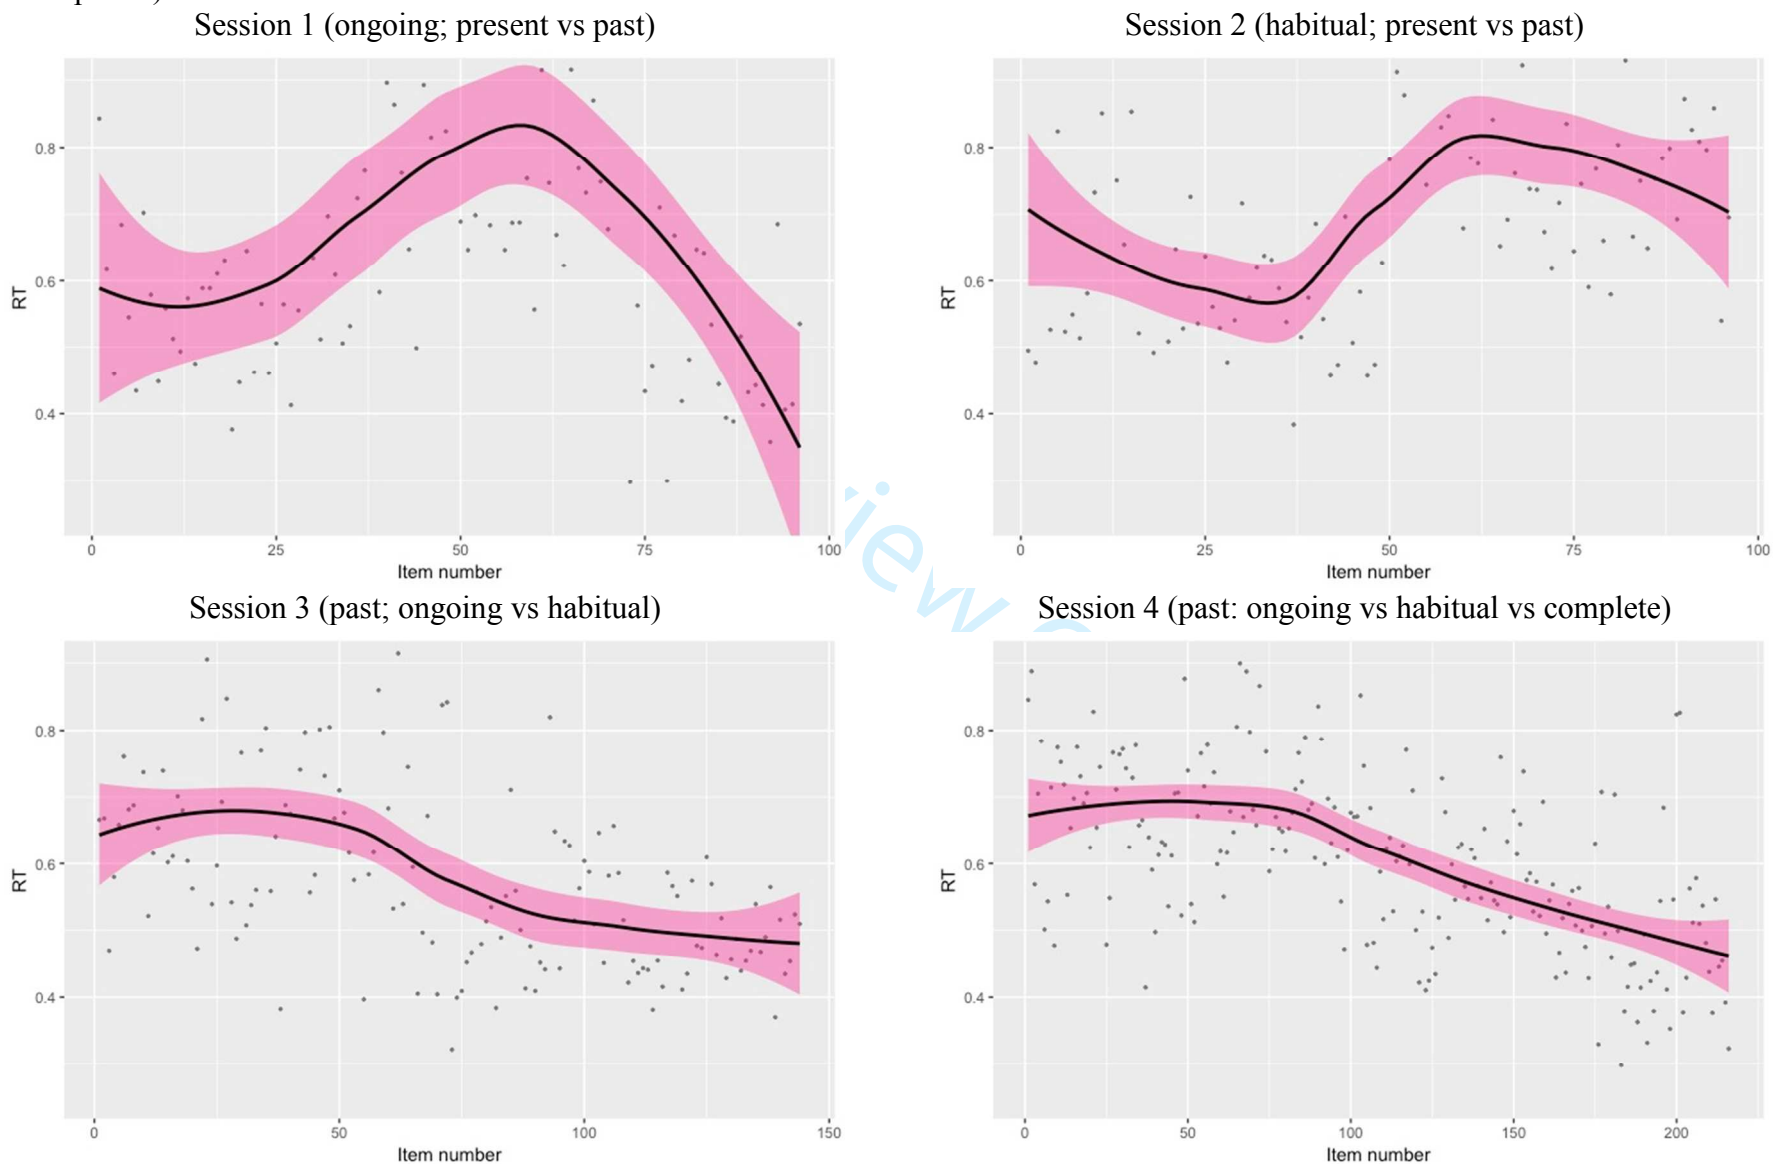 Session 1 (ongoing; present vs past)
Session 2 (habitual; present vs past)
RT
0.8
0.6
0.4
0 25 50 75 100
Item number
RT
0.8
0.6
0.4
0 25 50 75 100
Item number
Session 3 (past; ongoing vs habitual)
Session 4 (past: ongoing vs habitual vs complete)
RT
0.8
0.6
0.4
0 50 100 150
Item number
RT
0.8
0.6
0.4
0 50 100 150 200
Item number